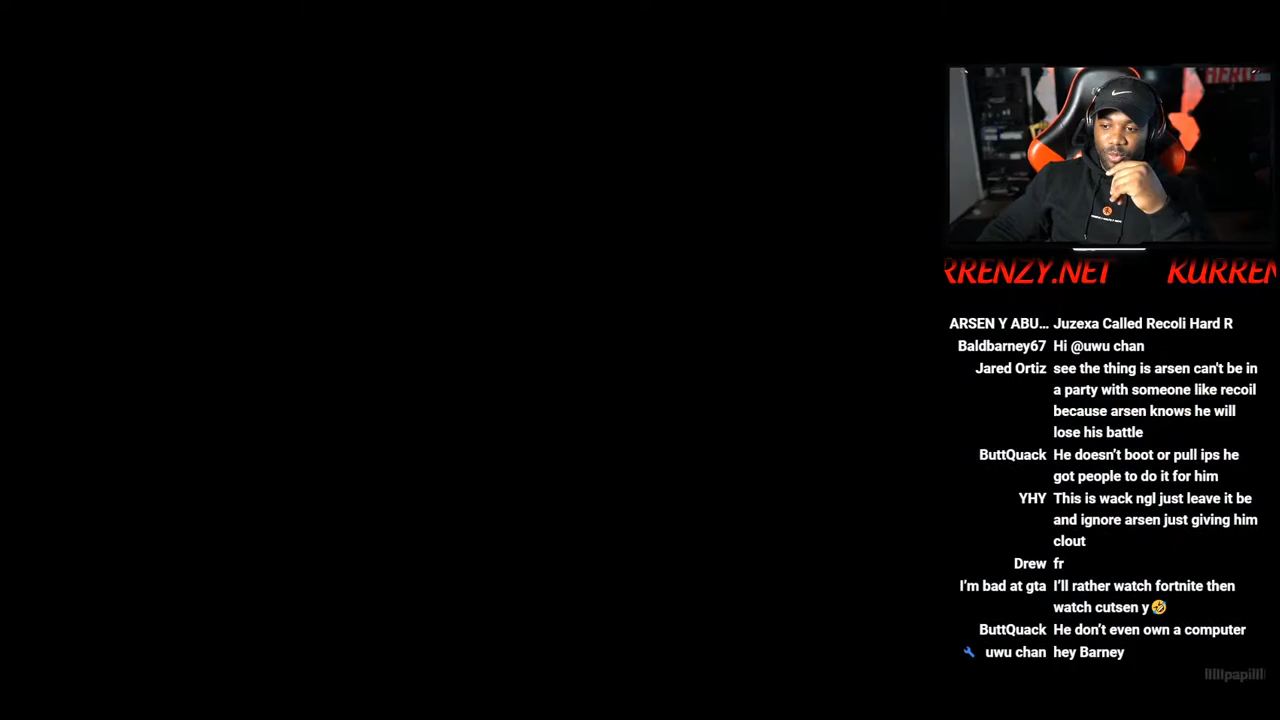 HERO
RRENZY.NET KURREN
ARSEN Y ABU... Juzexa Called Recoli Hard R
Baldbarney67 Hi @uwu chan
Jared Ortiz see the thing is arsen can't be in
a party with someone like recoil
because arsen knows he will
lose his battle
ButtQuack He doesn’t boot or pull ips he
got people to do it for him
YHY This is wack ngl just leave it be
and ignore arsen just giving him
clout
Drew fr
I’m bad at gta I’ll rather watch fortnite then
watch cutsen y🤣
ButtQuack He don’t even own a computer
uwu chan hey Barney